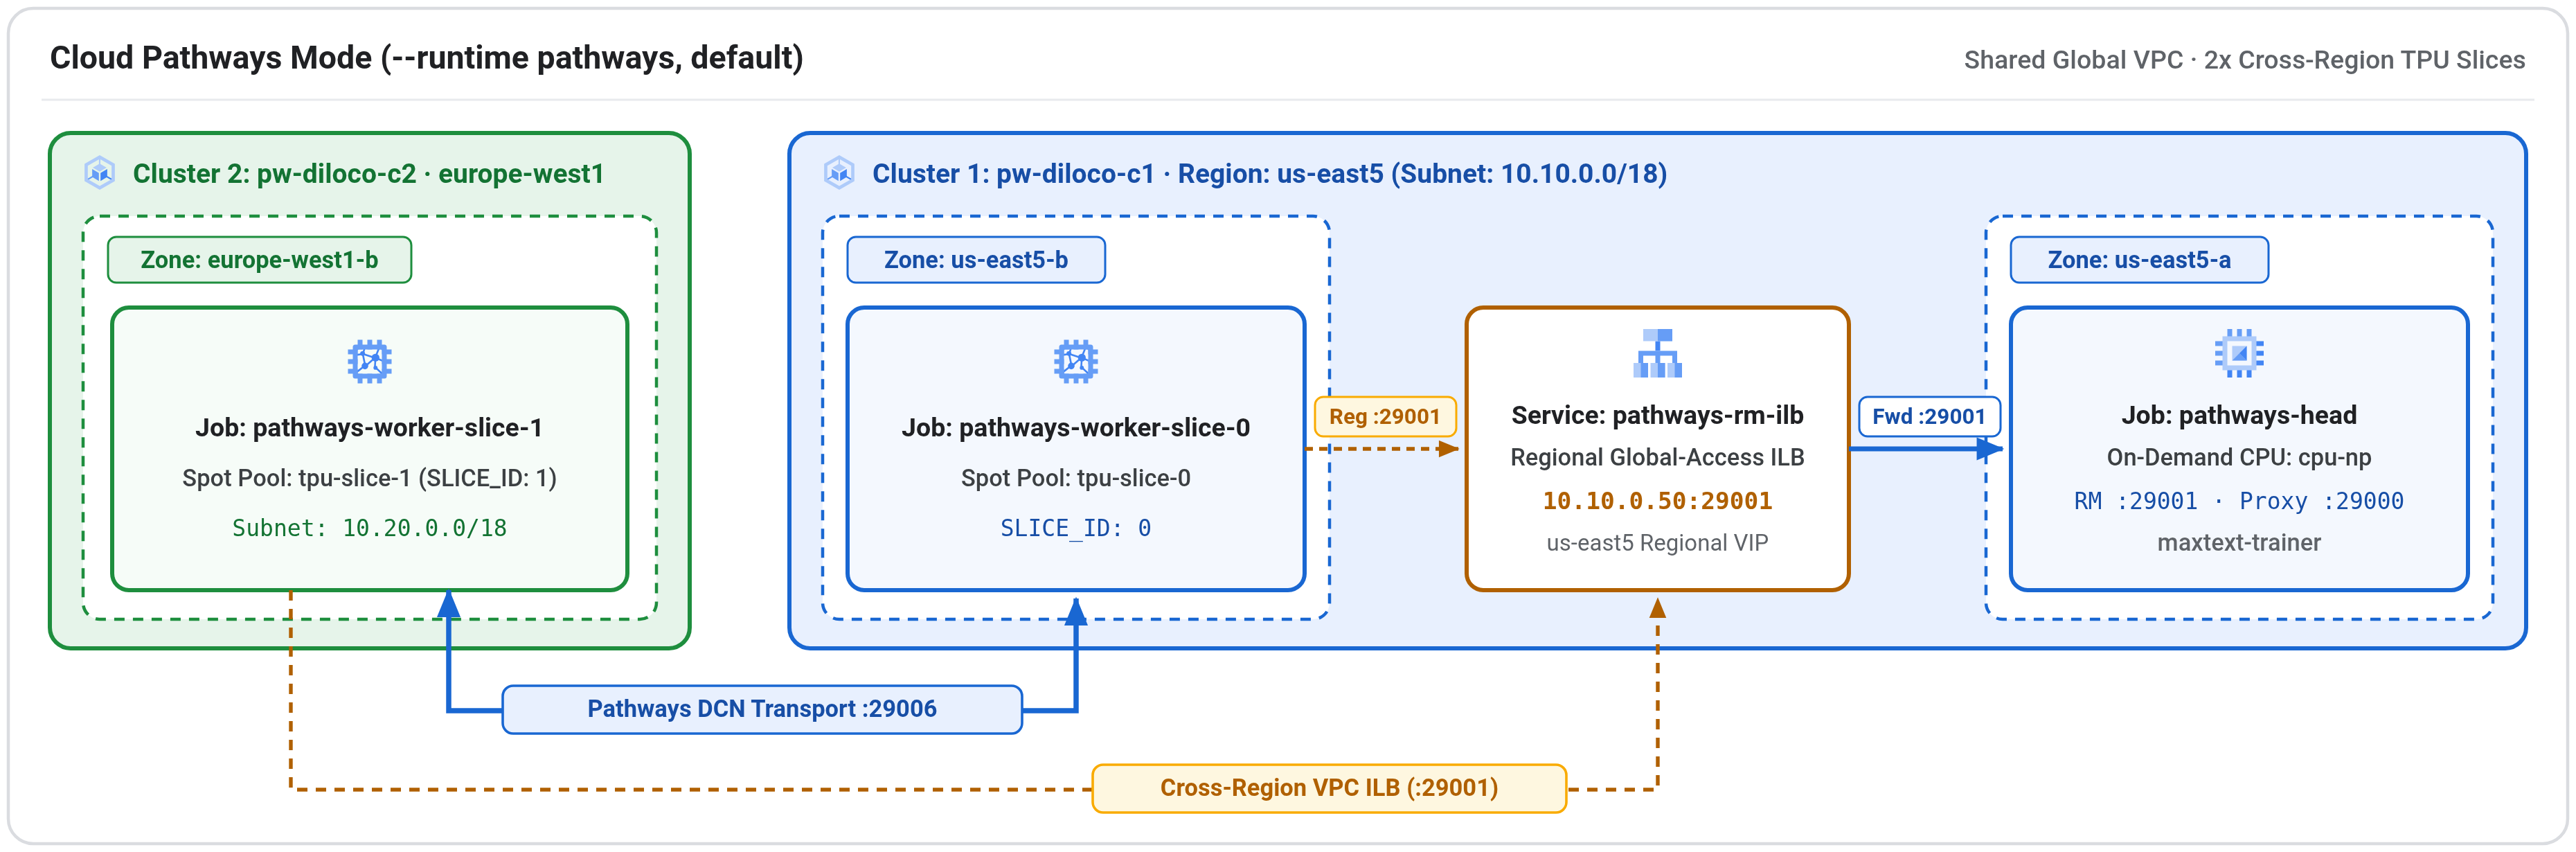 Cloud Pathways Mode (--runtime pathways, default)
Shared Global VPC · 2x Cross-Region TPU Slices
Cluster 2: pw-diloco-c2 · europe-west1
Zone: europe-west1-b
Job: pathways-worker-slice-1
Spot Pool: tpu-slice-1 (SLICE_ID: 1)
Subnet: 10.20.0.0/18
Cluster 1: pw-diloco-c1 · Region: us-east5 (Subnet: 10.10.0.0/18)
Zone: us-east5-b
Job: pathways-worker-slice-0
Spot Pool: tpu-slice-0
SLICE_ID: 0
Reg :29001
Service: pathways-rm-ilb
Regional Global-Access ILB
10.10.0.50:29001
us-east5 Regional VIP
Fwd :29001
Zone: us-east5-a
Job: pathways-head
On-Demand CPU: cpu-np
RM :29001 · Proxy :29000
maxtext-trainer
Pathways DCN Transport :29006
Cross-Region VPC ILB (:29001)